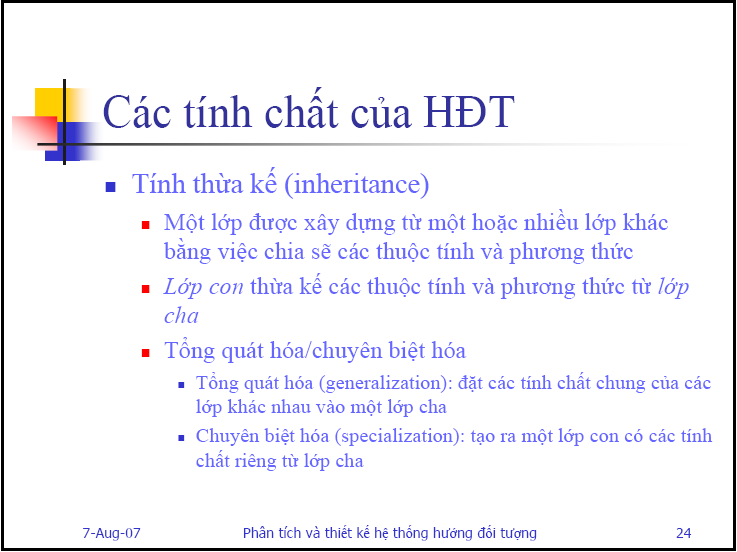 Các tính chất của HĐT
Tính thừa kế (inheritance)
Một lớp được xây dựng từ một hoặc nhiều lớp khác
bằng việc chia sẽ các thuộc tính và phương thức
Lớp con thừa kế các thuộc tính và phương thức từ lớp
cha
Tổng quát hóa/chuyên biệt hóa
Tổng quát hóa (generalization): đặt các tính chất chung của các
lớp khác nhau vào một lớp cha
Chuyên biệt hóa (specialization): tạo ra một lớp con có các tính
chất riêng từ lớp cha
7-Aug-07 Phân tích và thiết kế hệ thống hướng đối tượng 24